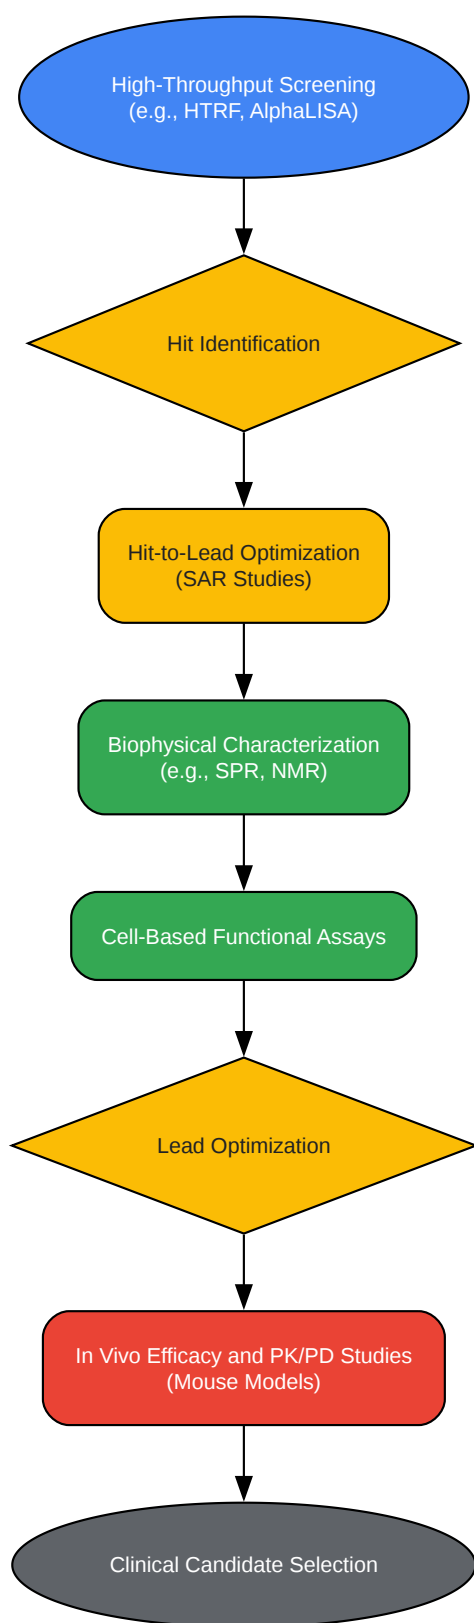 High-Throughput Screening
(e.g., HTRF, AlphaLISA)
Hit Identification
Hit-to-Lead Optimization
(SAR Studies)
Biophysical Characterization
(e.g., SPR, NMR)
Cell-Based Functional Assays
Lead Optimization
In Vivo Efficacy and PK/PD Studies
(Mouse Models)
Clinical Candidate Selection